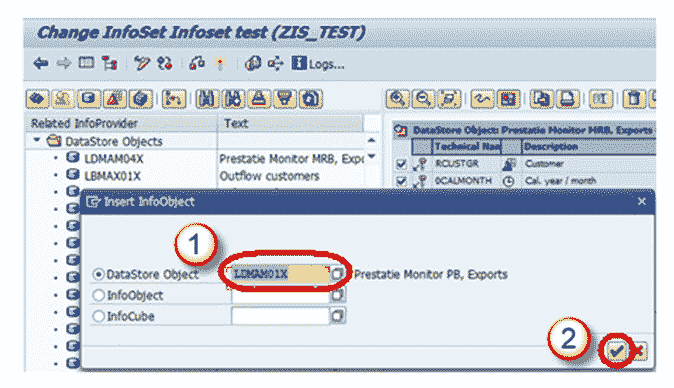 Change InfoSet Infoset test (ZIS_TEST)
Logs...
Related InfoProvider Text
DataStore Objects
LDMAM04X Prestatie Monitor MRB, Expo
LBMAX01X Outflow customers
DataStore Object: Prestatie Monitor MRB, Exports
Technical Nam Description
RCUSTGR Customer
0CALMONTH Cal. year / month
Insert InfoObject
1
DataStore Object LDMAM01X Prestatie Monitor PB, Exports
InfoObject
InfoCube
2